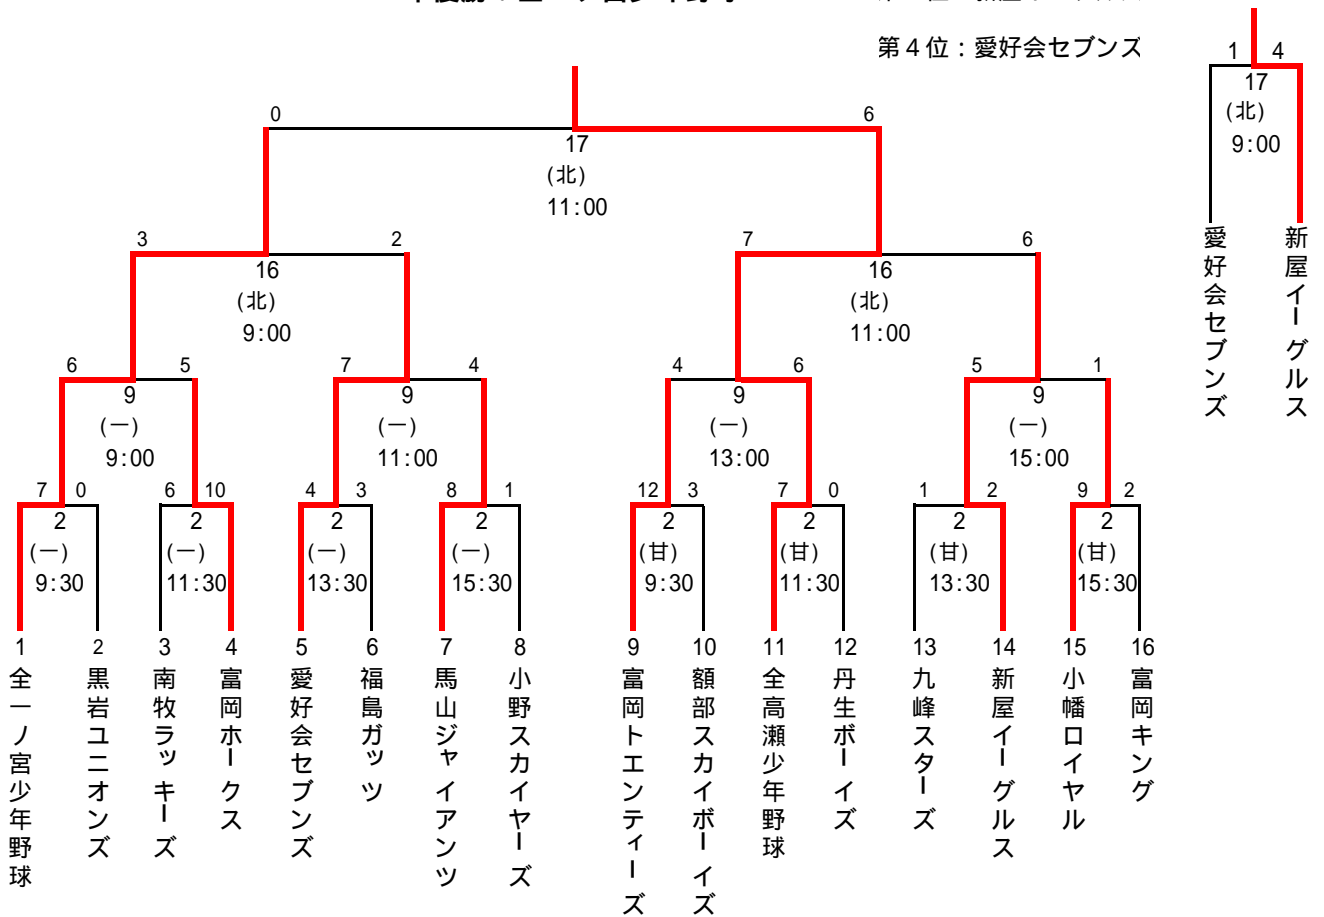 第4位：愛好会セブンズ
1 4
17
(北)
9:00
愛好会セブンズ
新屋イーグルス
0 6
17
(北)
11:00
3 2 7 6
16 16
(北) (北)
9:00 11:00
6 5 7 4 4 6 5 1
9 9 9 9
(一) (一) (一) (一)
9:00 11:00 13:00 15:00
7 0 6 10 4 3 8 1 12 3 7 0 1 2 9 2
2 2 2 2 2 2 2 2
(一) (一) (一) (一) (甘) (甘) (甘) (甘)
9:30 11:30 13:30 15:30 9:30 11:30 13:30 15:30
1 2 3 4 5 6 7 8 9 10 11 12 13 14 15 16
全一ノ宮少年野球
黒岩ユニオンズ
南牧ラッキーズ
富岡ホークス
愛好会セブンズ
福島ガッツ
馬山ジャイアンツ
小野スカイヤーズ
富岡トエンティーズ
額部スカイボーイズ
全高瀬少年野球
丹生ボーイズ
九峰スターズ
新屋イーグルス
小幡ロイヤル
富岡キング